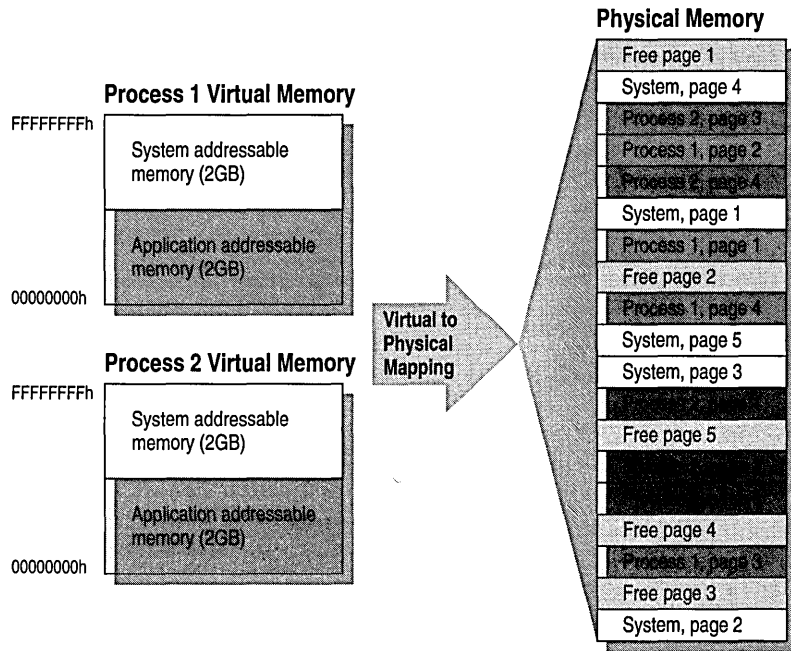 Physical Memory
Free page 1
System, page 4
Process 2, page 3
Process 1, page 2
Process 2, page 4
System, page 1
Process 1, page 1
Free page 2
Process 1, page 4
System, page 5
System, page 3
Free page 5
Free page 4
Process 1, page 3
Free page 3
System, page 2
Process 1 Virtual Memory
FFFFFFFFh
System addressable
memory (2GB)
Application addressable
memory (2GB)
00000000h
Virtual to
Physical
Mapping
Process 2 Virtual Memory
FFFFFFFFh
System addressable
memory (2GB)
Application addressable
memory (2GB)
00000000h